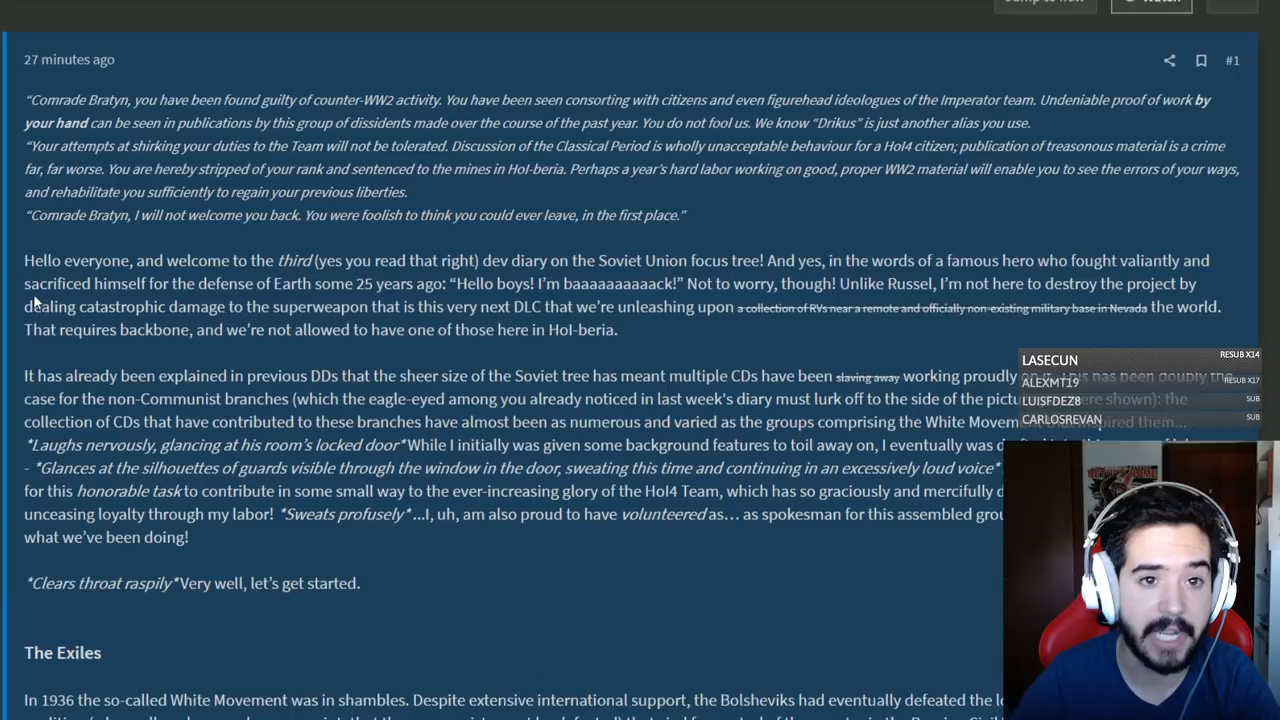 Jump to new
Watch
27 minutes ago
#1
“Comrade Bratyn, you have been found guilty of counter-WW2 activity. You have been seen consorting with citizens and even figurehead ideologues of the Imperator team. Undeniable proof of work by
your hand can be seen in publications by this group of dissidents made over the course of the past year. You do not fool us. We know “Drikus” is just another alias you use.
“Your attempts at shirking your duties to the Team will not be tolerated. Discussion of the Classical Period is wholly unacceptable behaviour for a HoI4 citizen; publication of treasonous material is a crime
far, far worse. You are hereby stripped of your rank and sentenced to the mines in HoI-beria. Perhaps a year’s hard labor working on good, proper WW2 material will enable you to see the errors of your ways,
and rehabilitate you sufficiently to regain your previous liberties.
“Comrade Bratyn, I will not welcome you back. You were foolish to think you could ever leave, in the first place.”
Hello everyone, and welcome to the third (yes you read that right) dev diary on the Soviet Union focus tree! And yes, in the words of a famous hero who fought valiantly and
sacrificed himself for the defense of Earth some 25 years ago: “Hello boys! I’m baaaaaaaaaack!” Not to worry, though! Unlike Russel, I’m not here to destroy the project by
dealing catastrophic damage to the superweapon that is this very next DLC that we’re unleashing upon a collection of RVs near a remote and officially non-existing military base in Nevada the world.
That requires backbone, and we’re not allowed to have one of those here in HoI-beria.
It has already been explained in previous DDs that the sheer size of the Soviet tree has meant multiple CDs have been slaving away working proudly
case for the non-Communist branches (which the eagle-eyed among you already noticed in last week's diary must lurk off to the side of the
collection of CDs that have contributed to these branches have almost been as numerous and varied as the groups comprising the White
*Laughs nervously, glancing at his room’s locked door* While I initially was given some background features to toil away on, I eventually was
- *Glances at the silhouettes of guards visible through the window in the door, sweating this time and continuing in an excessively loud voice*
for this honorable task to contribute in some small way to the ever-increasing glory of the HoI4 Team, which has so graciously and mercifully
unceasing loyalty through my labor! *Sweats profusely* ...I, uh, am also proud to have volunteered as… as spokesman for this assembled
what we’ve been doing!
*Clears throat raspily* Very well, let’s get started.
The Exiles
In 1936 the so-called White Movement was in shambles. Despite extensive international support, the Bolsheviks had eventually defeated the
LASECUN RESUB X14
ALEXMT19 RESUB X17
LUISFDEZ8 SUB
CARLOSREVAN SUB